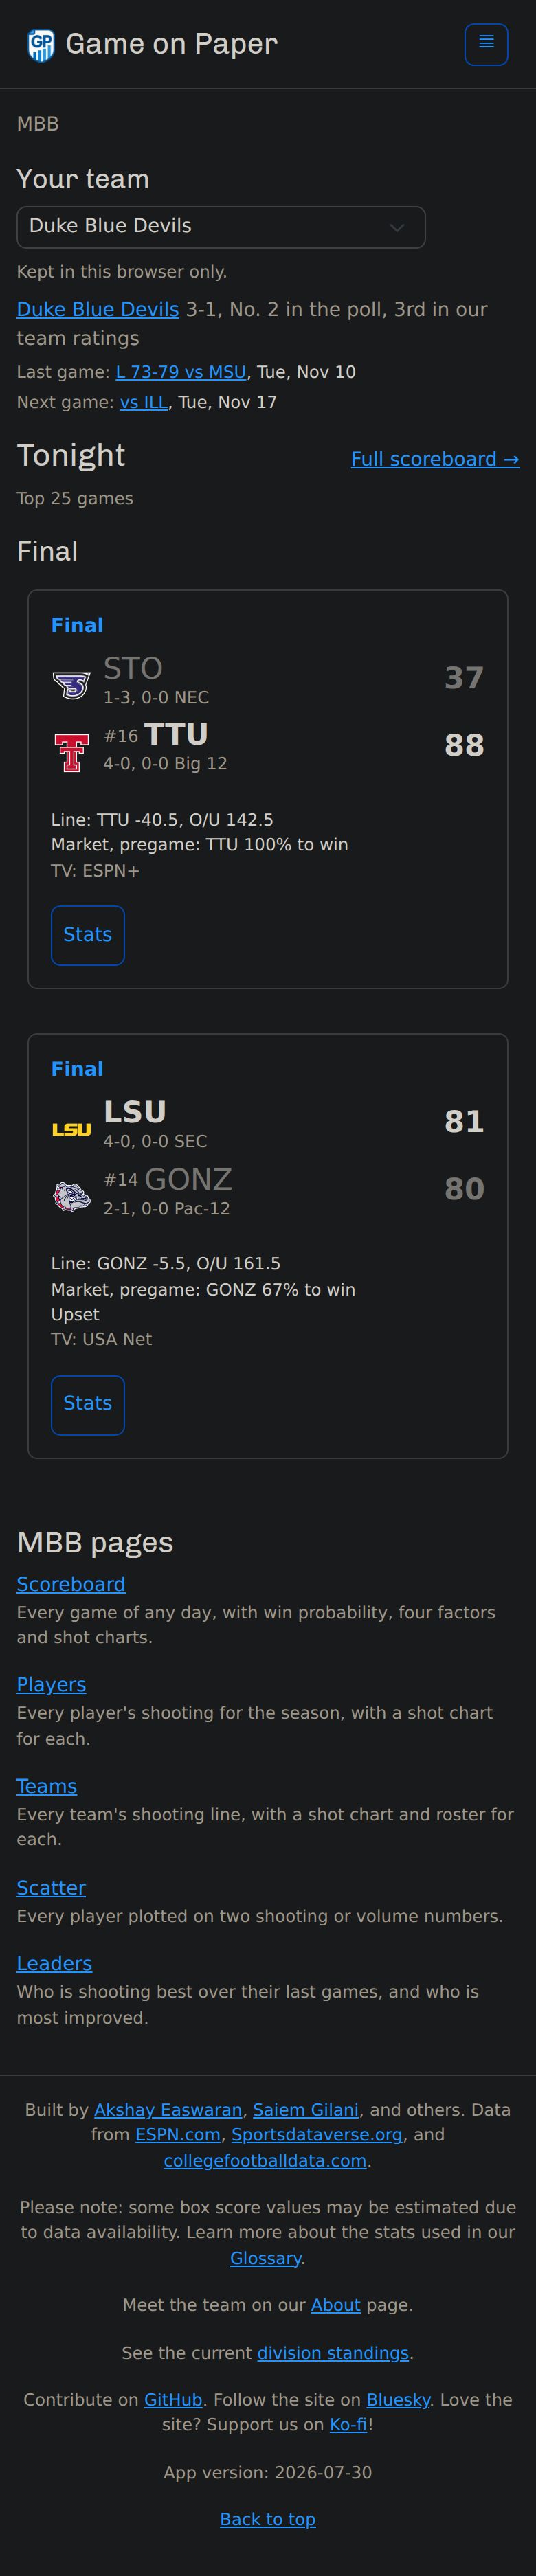 GP Game on Paper
MBB
Your team
Duke Blue Devils
Kept in this browser only.
Duke Blue Devils 3-1, No. 2 in the poll, 3rd in our
team ratings
Last game: L 73-79 vs MSU, Tue, Nov 10
Next game: vs ILL, Tue, Nov 17
Tonight
Full scoreboard →
Top 25 games
Final
Final
STO
37
1-3, 0-0 NEC
#16 TTU
88
4-0, 0-0 Big 12
Line: TTU -40.5, O/U 142.5
Market, pregame: TTU 100% to win
TV: ESPN+
Stats
Final
LSU
LSU
81
4-0, 0-0 SEC
#14 GONZ
80
2-1, 0-0 Pac-12
Line: GONZ -5.5, O/U 161.5
Market, pregame: GONZ 67% to win
Upset
TV: USA Net
Stats
MBB pages
Scoreboard
Every game of any day, with win probability, four factors
and shot charts.
Players
Every player's shooting for the season, with a shot chart
for each.
Teams
Every team's shooting line, with a shot chart and roster for
each.
Scatter
Every player plotted on two shooting or volume numbers.
Leaders
Who is shooting best over their last games, and who is
most improved.
Built by Akshay Easwaran, Saiem Gilani, and others. Data
from ESPN.com, Sportsdataverse.org, and
collegefootballdata.com.
Please note: some box score values may be estimated due
to data availability. Learn more about the stats used in our
Glossary.
Meet the team on our About page.
See the current division standings.
Contribute on GitHub. Follow the site on Bluesky. Love the
site? Support us on Ko-fi!
App version: 2026-07-30
Back to top